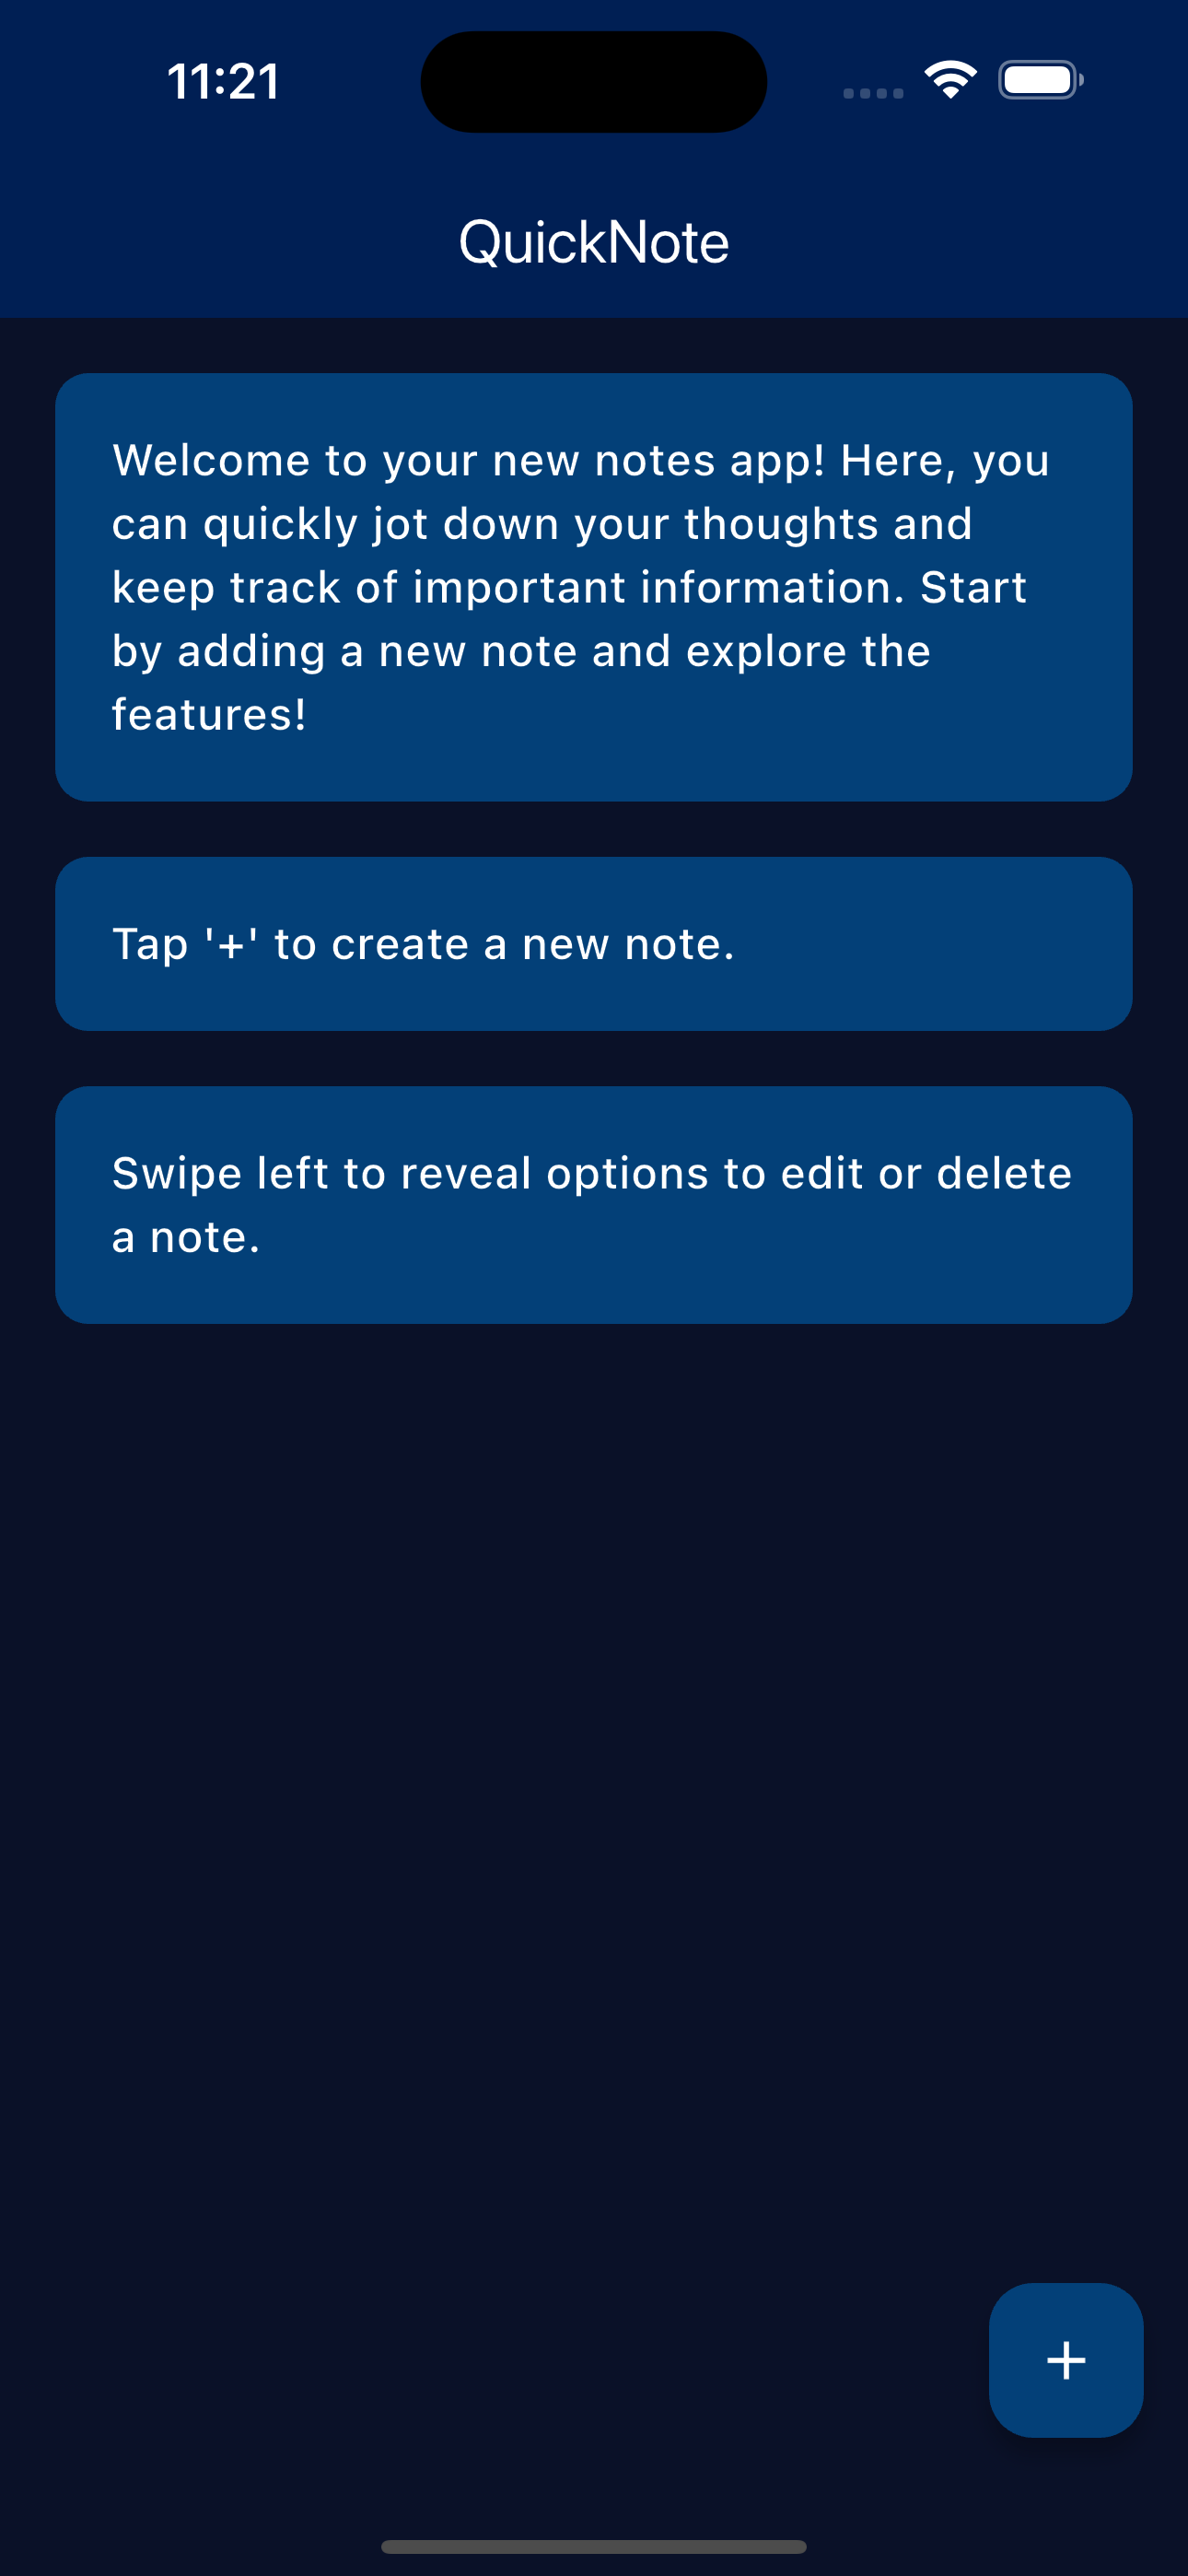 11:21
QuickNote
Welcome to your new notes app! Here, you
can quickly jot down your thoughts and
keep track of important information. Start
by adding a new note and explore the
features!
Tap '+' to create a new note.
Swipe left to reveal options to edit or delete
a note.
+